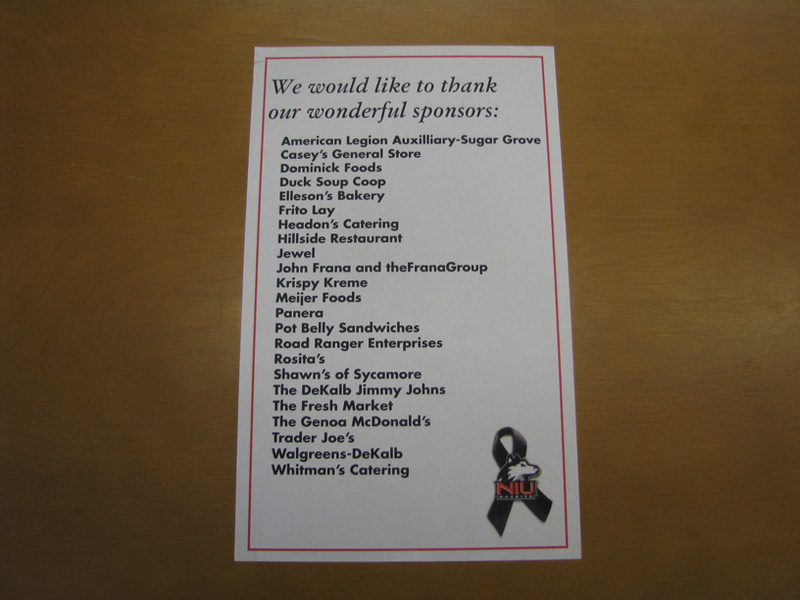 We would like to thank
our wonderful sponsors:
American Legion Auxilliary-Sugar Grove
Casey's General Store
Dominick Foods
Duck Soup Coop
Elleson's Bakery
Frito Lay
Headon's Catering
Hillside Restaurant
Jewel
John Frana and theFranaGroup
Krispy Kreme
Meijer Foods
Panera
Pot Belly Sandwiches
Road Ranger Enterprises
Rosita's
Shawn's of Sycamore
The DeKalb Jimmy Johns
The Fresh Market
The Genoa McDonald's
Trader Joe's
Walgreens-DeKalb
Whitman's Catering
NIU
HUSKIES